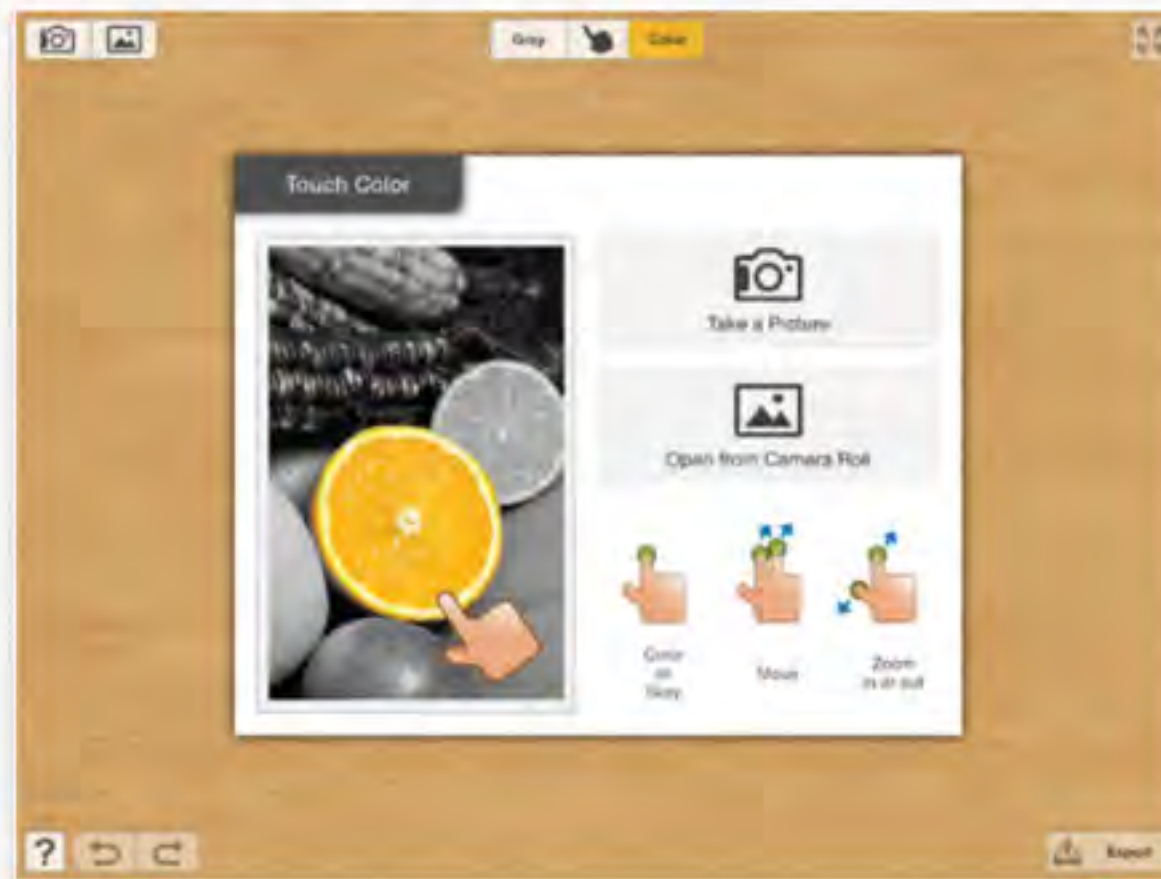 Gray
Color
Touch Color
Take a Picture
Open from Camera Roll
Color
or
Gray
Move
Zoom
in or out
?
Export